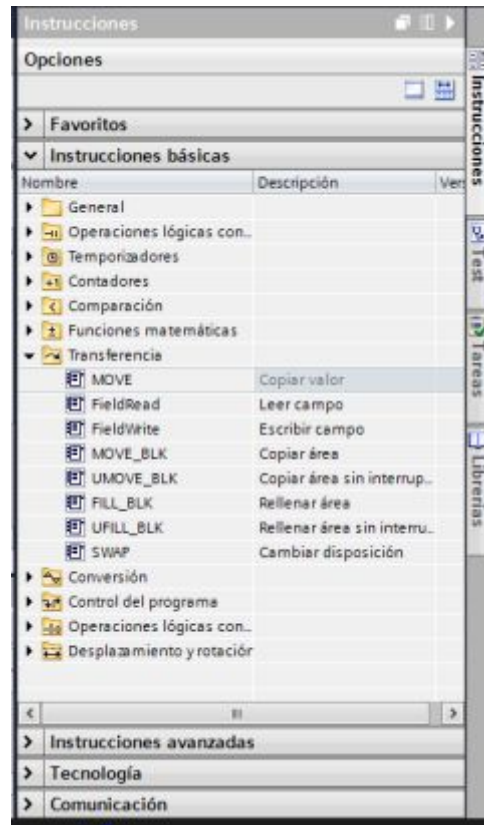 Instrucciones
Opciones
Favoritos
Instrucciones básicas
Nombre Descripción Vers
General
Operaciones lógicas con...
Temporizadores
Contadores
Comparación
Funciones matemáticas
Transferencia
MOVE Copiar valor
FieldRead Leer campo
FieldWrite Escribir campo
MOVE_BLK Copiar área
UMOVE_BLK Copiar área sin interrup...
FILL_BLK Rellenar área
UFILL_BLK Rellenar área sin interru...
SWAP Cambiar disposición
Conversión
Control del programa
Operaciones lógicas con...
Desplazamiento y rotación
Instrucciones avanzadas
Tecnología
Comunicación
Instrucciones
Test
Tareas
Librerías